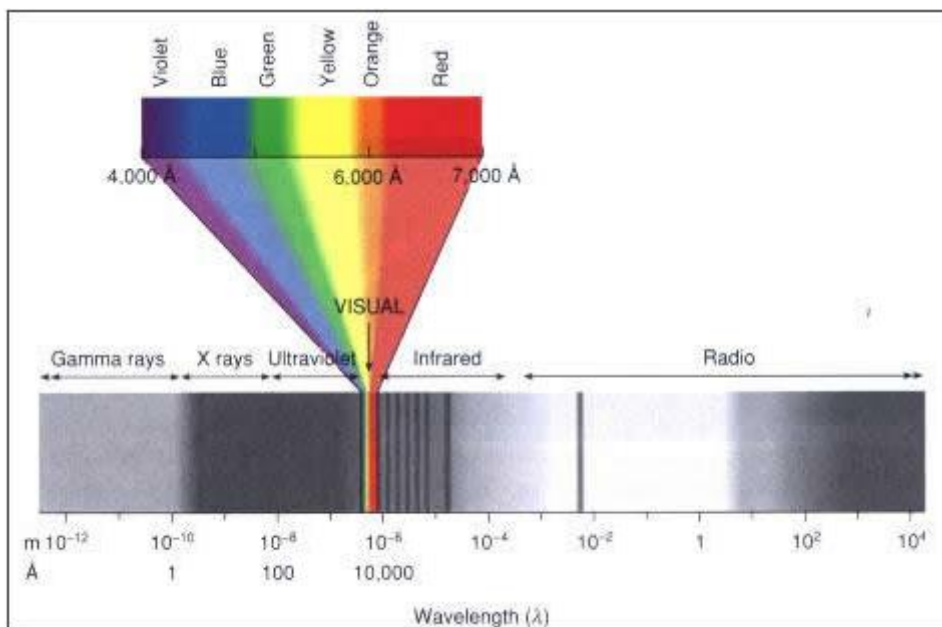 Violet Blue Green Yellow Orange Red
4.000 Å 6.000 Å 7,000 Å
VISUAL
Gamma rays X rays Ultraviolet Infrared Radio
m 10⁻¹² 10⁻¹⁰ 10⁻⁸ 10⁻⁶ 10⁻⁴ 10⁻² 1 10² 10⁴
Å 1 100 10,000
Wavelength (λ)